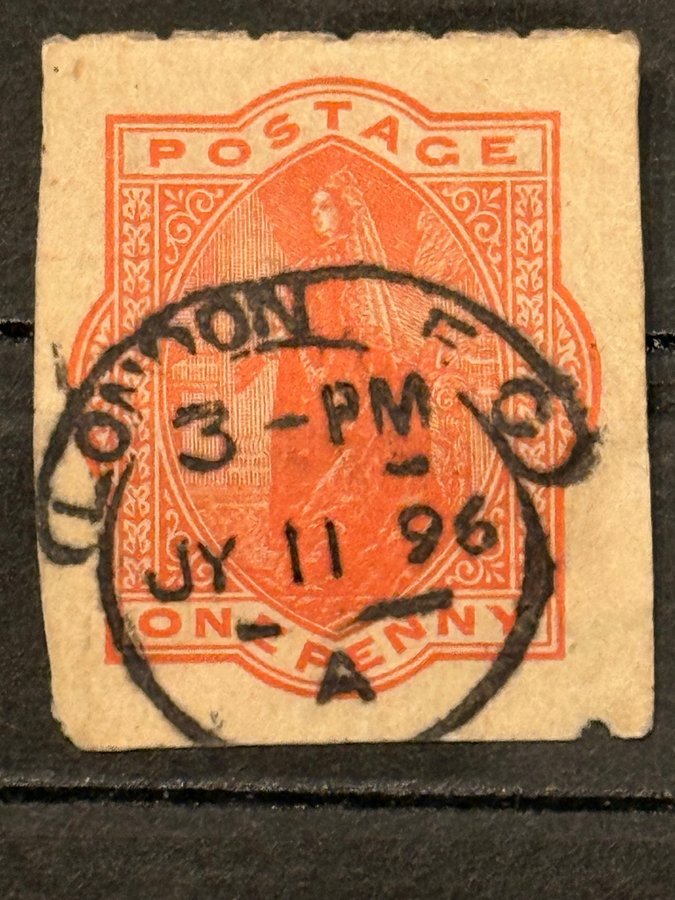 POSTAGE
LONDON E C
3 - PM
JY 11 96
ONE PENNY
A